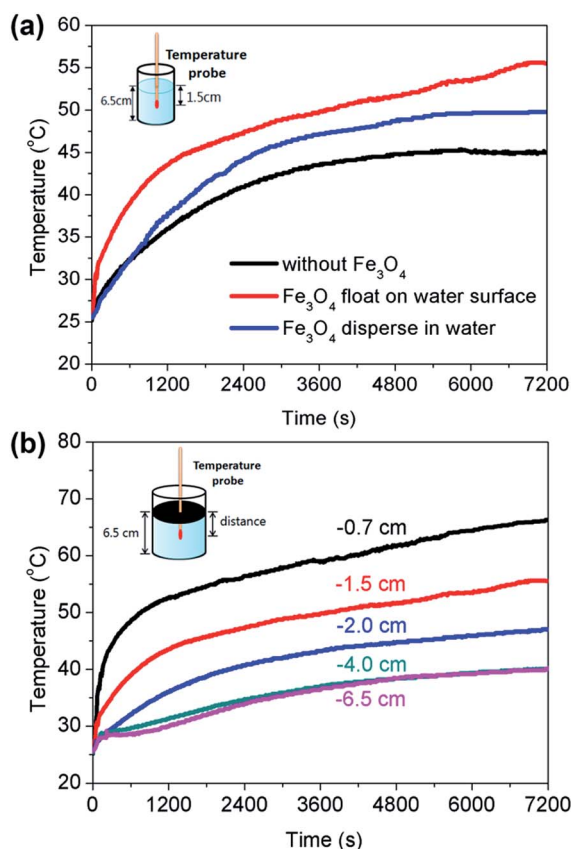 (a)
60
55
50
45
40
35
30
25
20
Temperature (°C)
Temperature
probe
6.5cm
1.5cm
without Fe₃O₄
Fe₃O₄ float on water surface
Fe₃O₄ disperse in water
0 1200 2400 3600 4800 6000 7200
Time (s)
(b)
80
70
60
50
40
30
20
Temperature (°C)
Temperature
probe
6.5 cm
distance
-0.7 cm
-1.5 cm
-2.0 cm
-4.0 cm
-6.5 cm
0 1200 2400 3600 4800 6000 7200
Time (s)